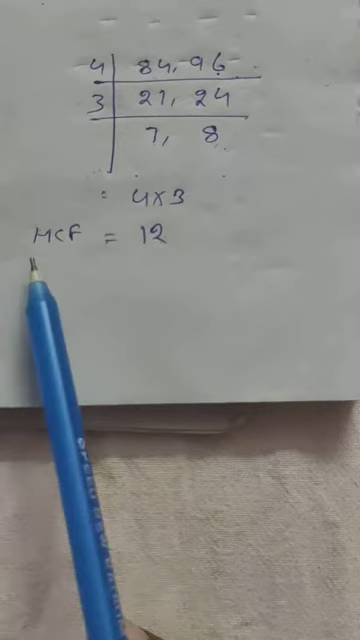 4 | 84, 96
3 | 21, 24
7, 8
= 4×3
HCF = 12